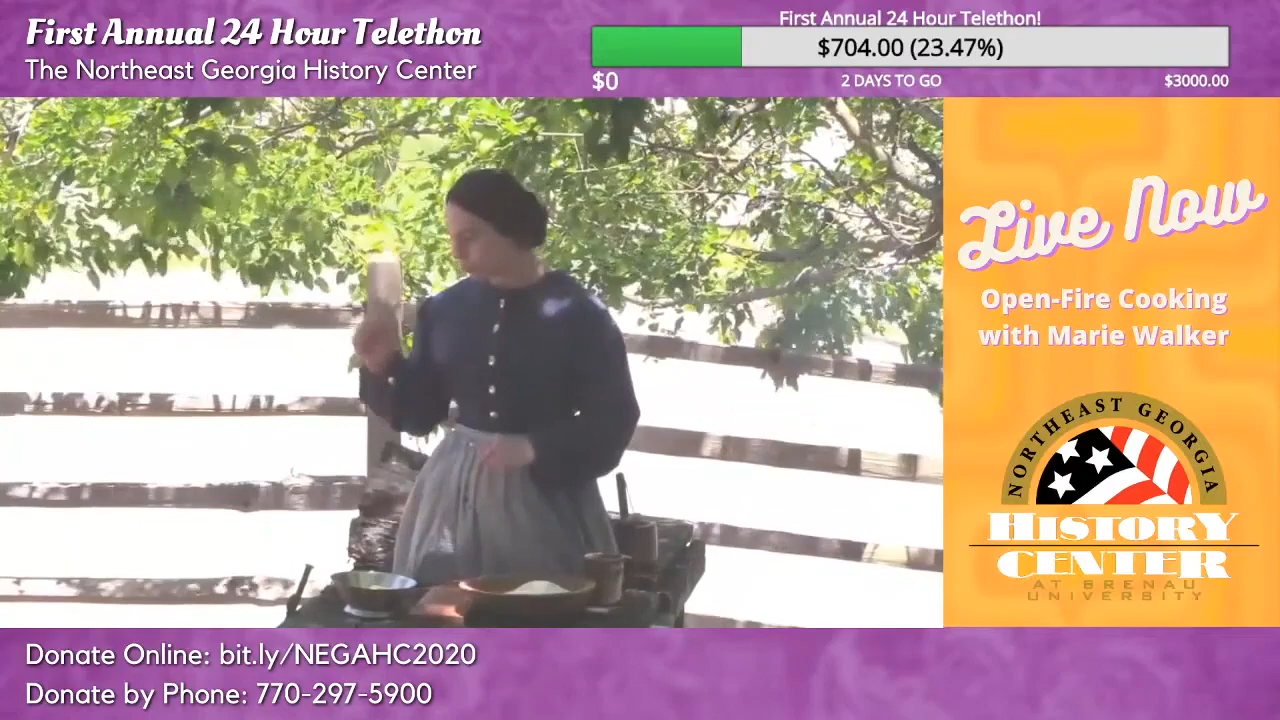 First Annual 24 Hour Telethon
The Northeast Georgia History Center
First Annual 24 Hour Telethon!
$704.00 (23.47%)
$0
2 DAYS TO GO
$3000.00
Live Now
Open-Fire Cooking
with Marie Walker
NORTHEAST GEORGIA
HISTORY
CENTER
AT BRENAU
UNIVERSITY
Donate Online: bit.ly/NEGAHC2020
Donate by Phone: 770-297-5900